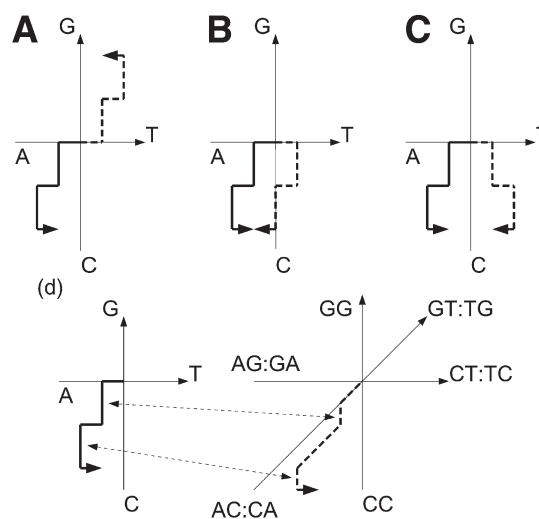 A G B G C G
A T A T A
C C C
(d)
G GG GT:TG
AG:GA CT:TC
A T
C AC:CA CC